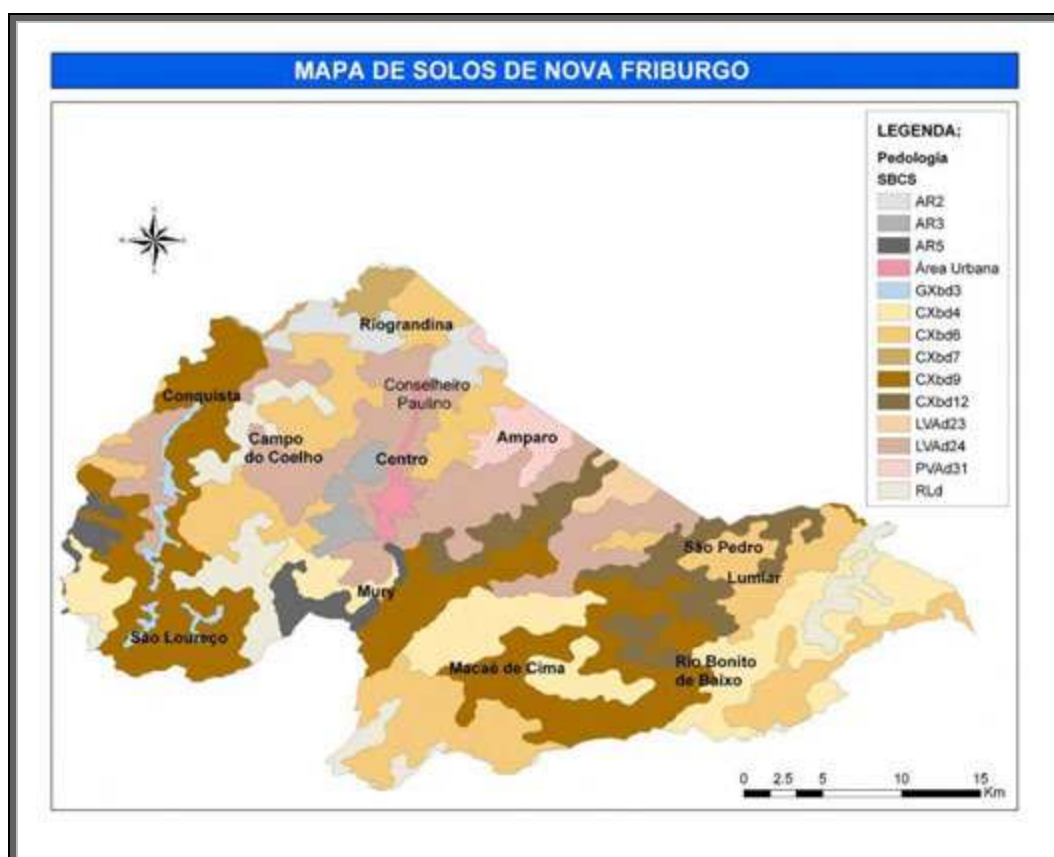 MAPA DE SOLOS DE NOVA FRIBURGO
LEGENDA:
Pedología
SBCS
AR2
AR3
AR5
Área Urbana
GXbd3
CXbd4
CXbd6
CXbd7
CXbd9
CXbd12
LVAd23
LVAd24
PVAd31
RLd
Riograndina
Conselheiro
Paulino
Conquista
Campo
do Coelho
Centro
Amparo
São Pedro
Lumiar
Mury
São Loureço
Macaé de Cima
Rio Bonito
de Baixo
0 2.5 5 10 15
Km